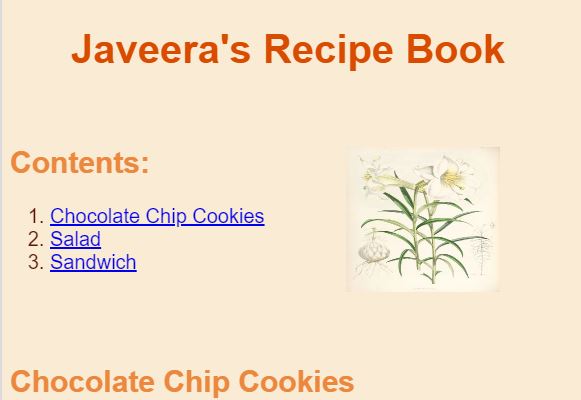 Javeera's Recipe Book
Contents:
1. Chocolate Chip Cookies
2. Salad
3. Sandwich
Chocolate Chip Cookies